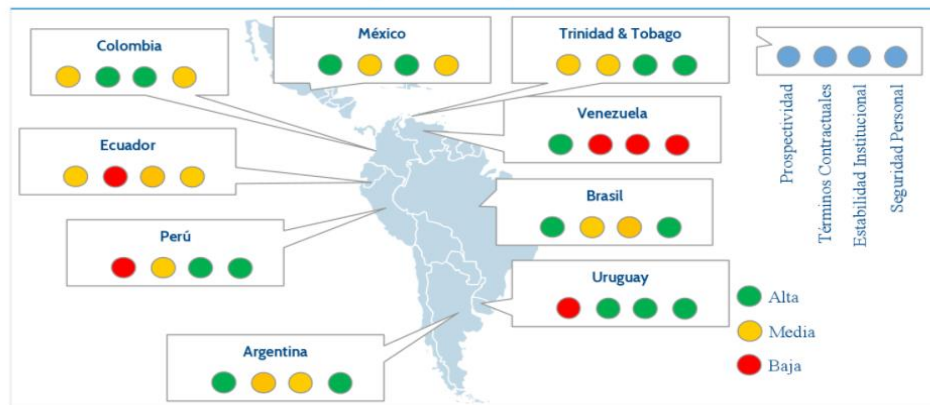 Colombia
México
Trinidad & Tobago
Venezuela
Ecuador
Brasil
Perú
Uruguay
Argentina
Prospectividad
Términos Contractuales
Estabilidad Institucional
Seguridad Personal
Alta
Media
Baja